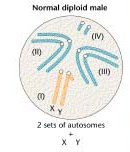 Normal diploid male
(IV)
(II)
(III)
(I)
X Y
2 sets of autosomes
+
X Y